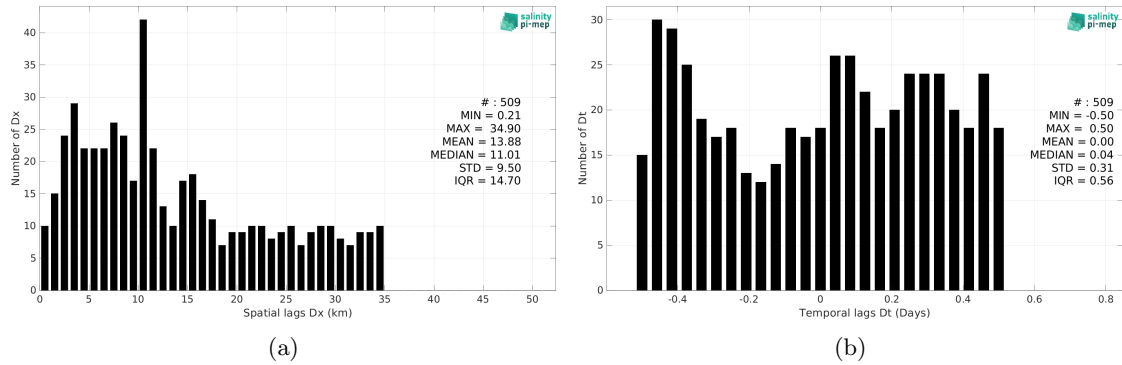 salinity
pi-mep
40
35
30
25
20
15
10
5
0
Number of Dx
# : 509
MIN = 0.21
MAX = 34.90
MEAN = 13.88
MEDIAN = 11.01
STD = 9.50
IQR = 14.70
0 5 10 15 20 25 30 35 40 45 50
Spatial lags Dx (km)
(a)
salinity
pi-mep
30
25
20
15
10
5
0
Number of Dt
# : 509
MIN = -0.50
MAX = 0.50
MEAN = 0.00
MEDIAN = 0.04
STD = 0.31
IQR = 0.56
-0.4 -0.2 0 0.2 0.4 0.6 0.8
Temporal lags Dt (Days)
(b)